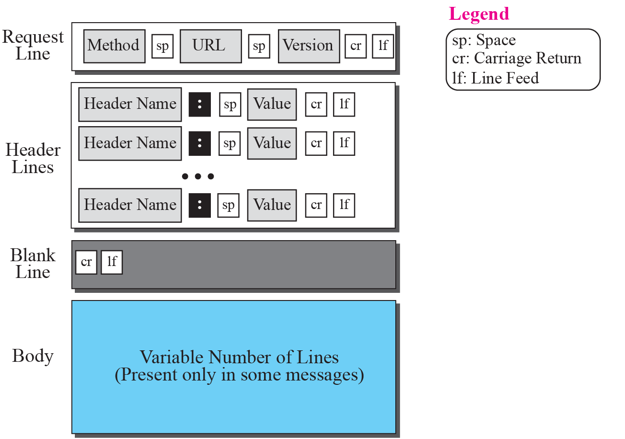 Legend
sp: Space
cr: Carriage Return
lf: Line Feed
Request
Line
Method sp URL sp Version cr lf
Header
Lines
Header Name : sp Value cr lf
Header Name : sp Value cr lf
• • •
Header Name : sp Value cr lf
Blank
Line
cr lf
Body
Variable Number of Lines
(Present only in some messages)